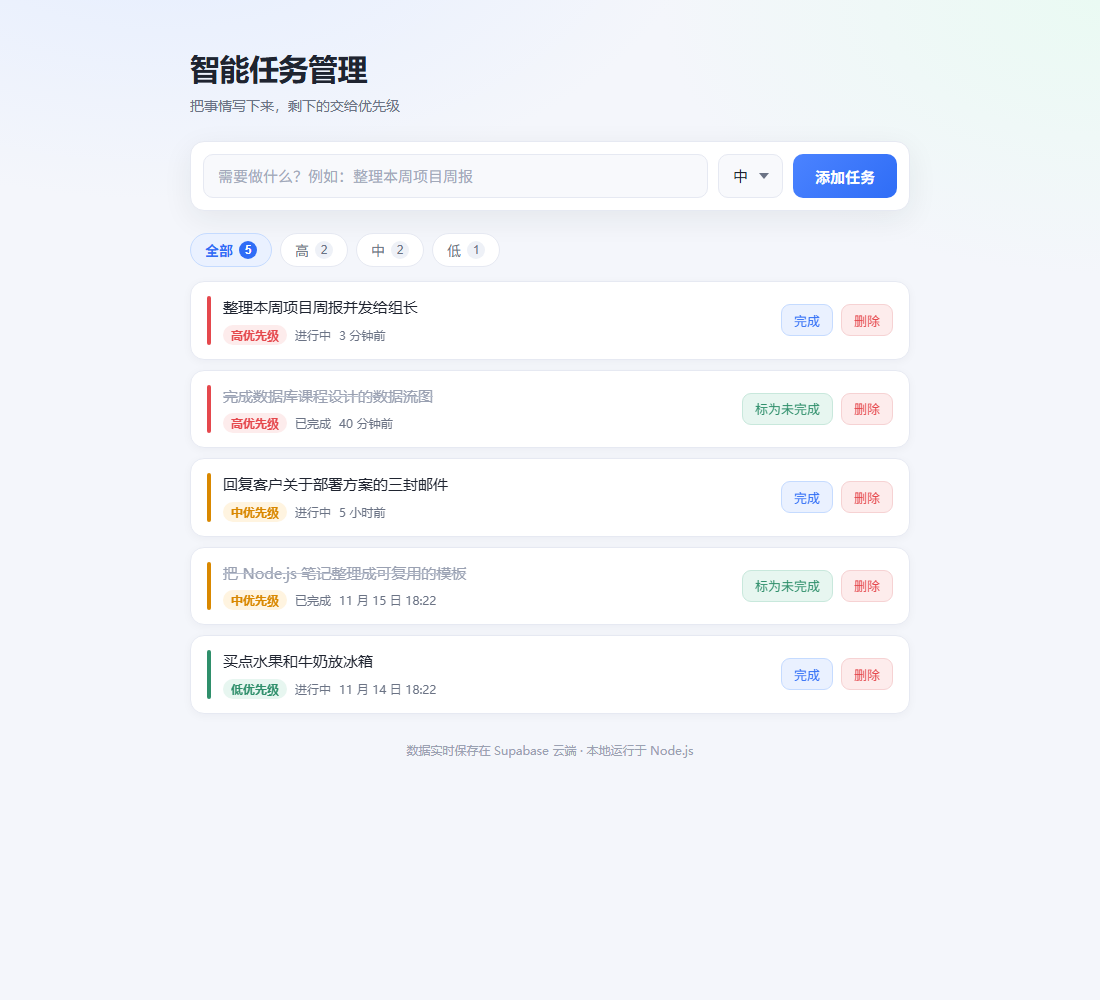 智能任务管理
把事情写下来，剩下的交给优先级
需要做什么？例如：整理本周项目周报
中
添加任务
全部 5
高 2
中 2
低 1
整理本周项目周报并发给组长
高优先级 进行中 3 分钟前
完成
删除
完成数据库课程设计的数据流图
高优先级 已完成 40 分钟前
标为未完成
删除
回复客户关于部署方案的三封邮件
中优先级 进行中 5 小时前
完成
删除
把 Node.js 笔记整理成可复用的模板
中优先级 已完成 11 月 15 日 18:22
标为未完成
删除
买点水果和牛奶放冰箱
低优先级 进行中 11 月 14 日 18:22
完成
删除
数据实时保存在 Supabase 云端 · 本地运行于 Node.js